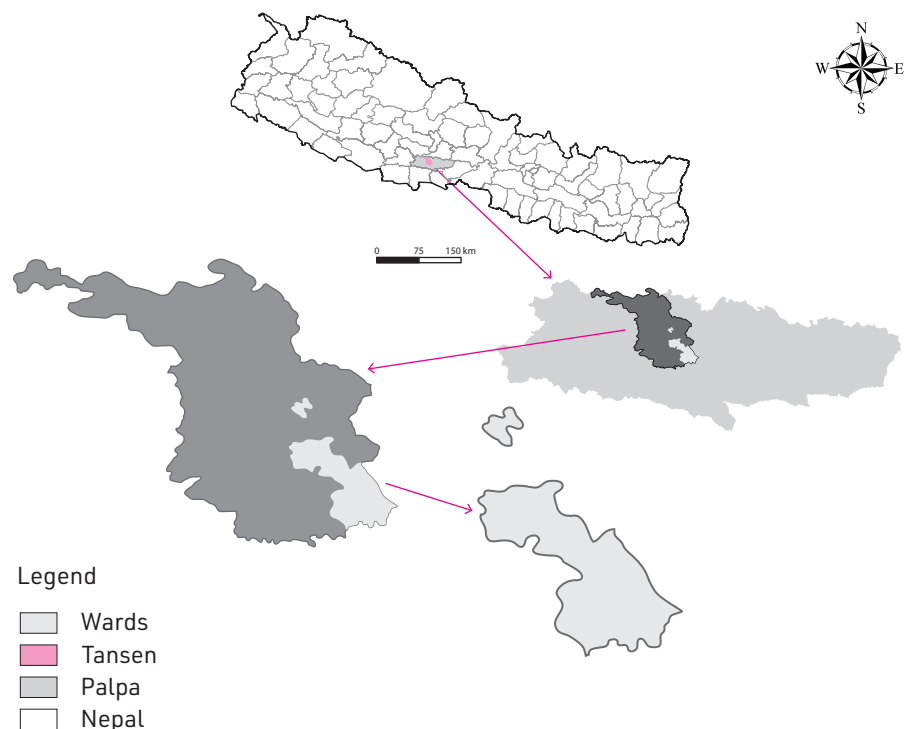 N
W E
S
0 75 150 km
Legend
Wards
Tansen
Palpa
Nepal